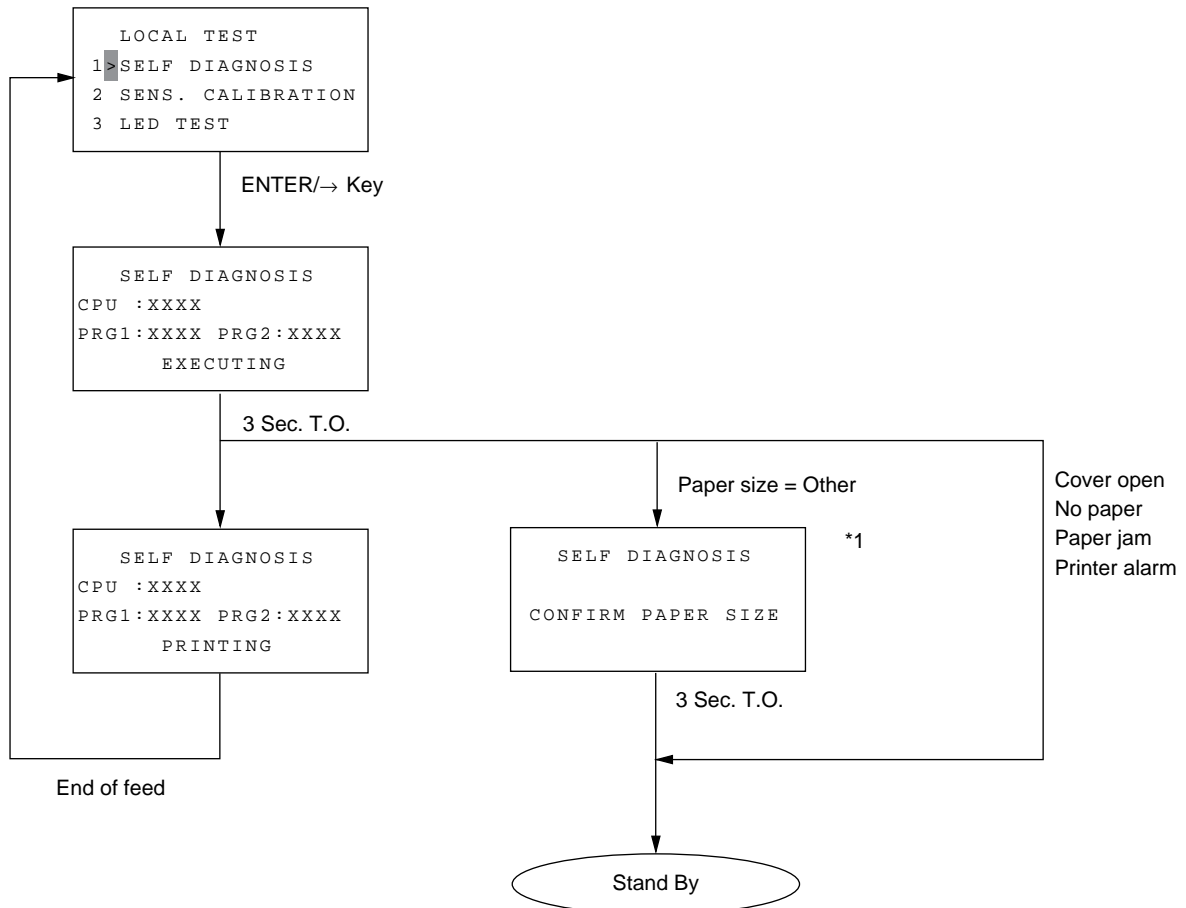 LOCAL TEST
1>SELF DIAGNOSIS
2 SENS. CALIBRATION
3 LED TEST
ENTER/→ Key
SELF DIAGNOSIS
CPU :XXXX
PRG1:XXXX PRG2:XXXX
EXECUTING
3 Sec. T.O.
Paper size = Other
Cover open
No paper
Paper jam
Printer alarm
SELF DIAGNOSIS
CPU :XXXX
PRG1:XXXX PRG2:XXXX
PRINTING
SELF DIAGNOSIS
CONFIRM PAPER SIZE
*1
3 Sec. T.O.
End of feed
Stand By